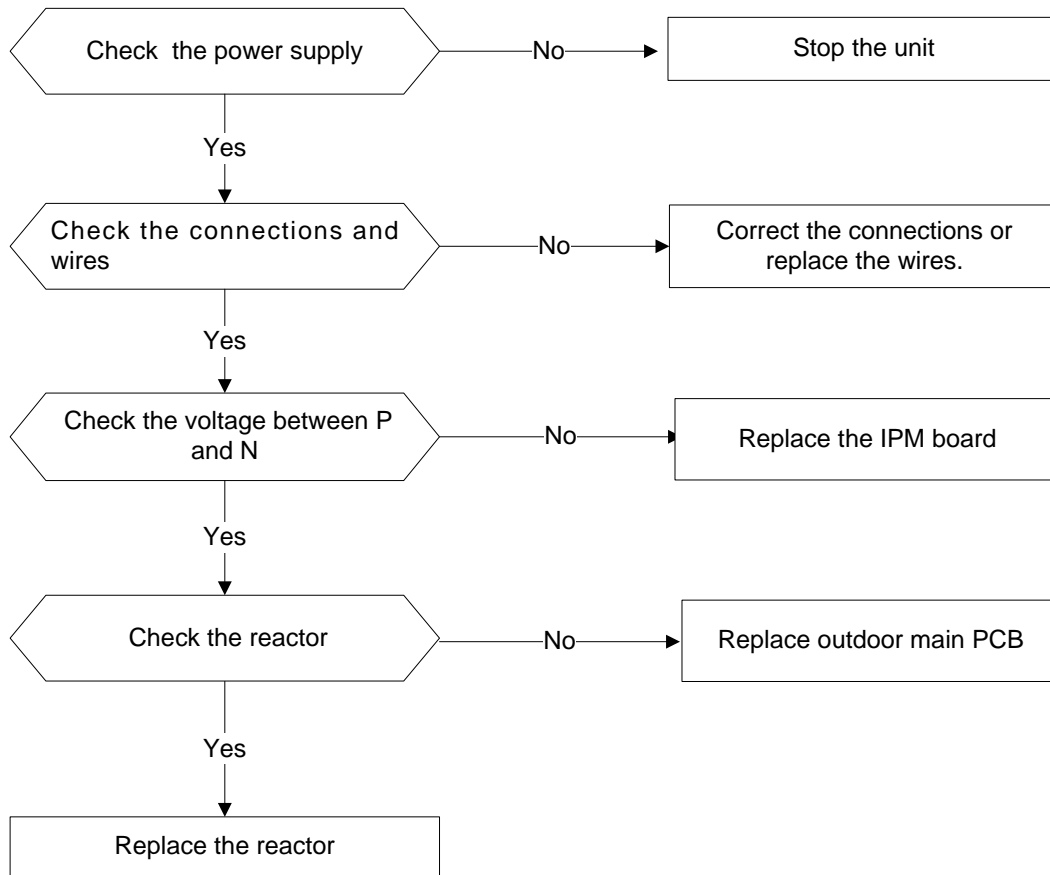 Check the power supply
No
Stop the unit
Yes
Check the connections and
wires
No
Correct the connections or
replace the wires.
Yes
Check the voltage between P
and N
No
Replace the IPM board
Yes
Check the reactor
No
Replace outdoor main PCB
Yes
Replace the reactor